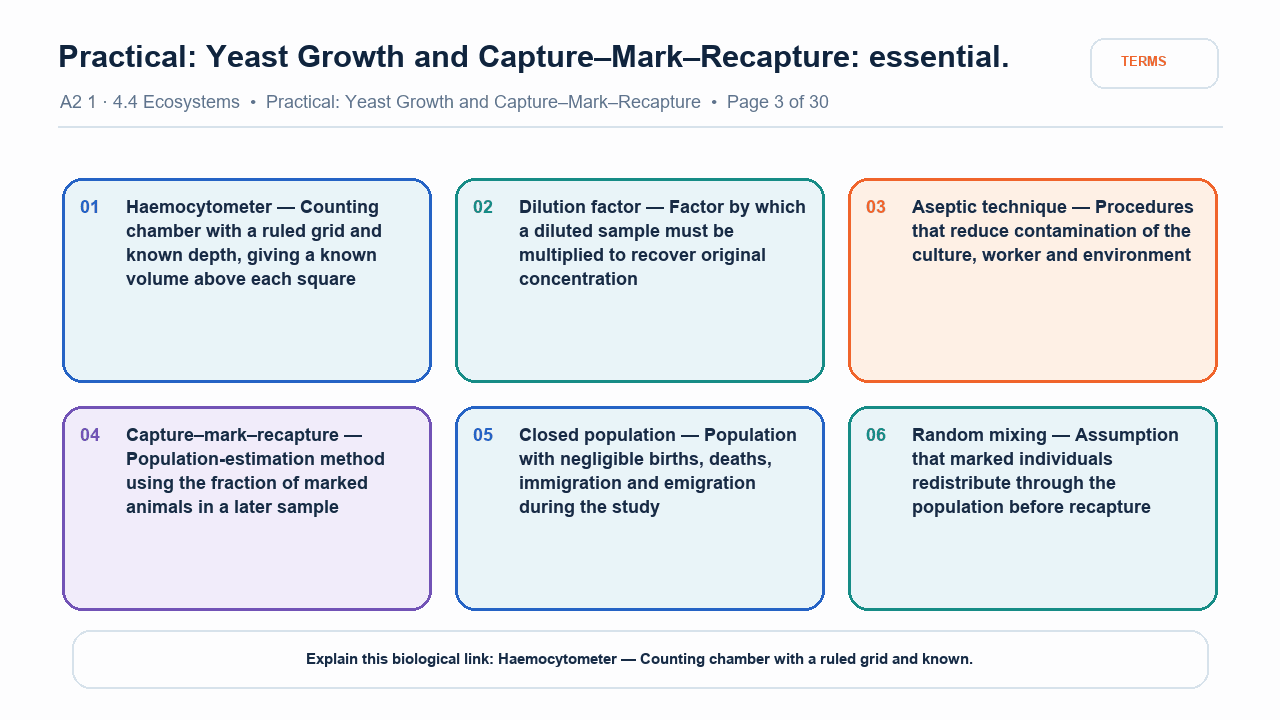 Practical: Yeast Growth and Capture–Mark–Recapture: essential.
TERMS
A2 1 · 4.4 Ecosystems • Practical: Yeast Growth and Capture–Mark–Recapture • Page 3 of 30
01
Haemocytometer — Counting
chamber with a ruled grid and
known depth, giving a known
volume above each square
02
Dilution factor — Factor by which
a diluted sample must be
multiplied to recover original
concentration
03
Aseptic technique — Procedures
that reduce contamination of the
culture, worker and environment
04
Capture–mark–recapture —
Population-estimation method
using the fraction of marked
animals in a later sample
05
Closed population — Population
with negligible births, deaths,
immigration and emigration
during the study
06
Random mixing — Assumption
that marked individuals
redistribute through the
population before recapture
Explain this biological link: Haemocytometer — Counting chamber with a ruled grid and known.